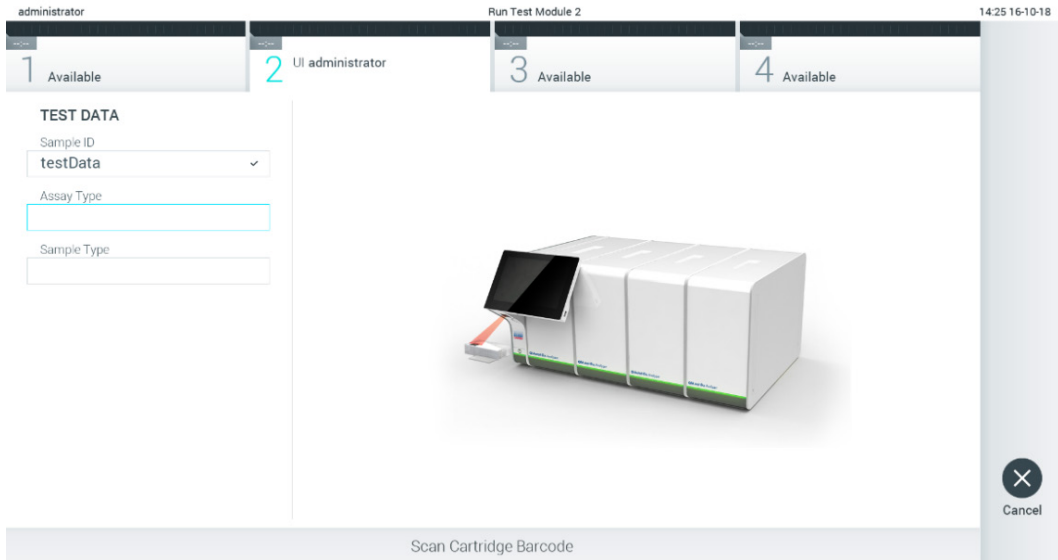 administrator Run Test Module 2 14:25 16-10-18
--:-- --:-- --:-- --:--
1 Available 2 UI administrator 3 Available 4 Available
TEST DATA
Sample ID
testData
Assay Type
Sample Type
Cancel
Scan Cartridge Barcode